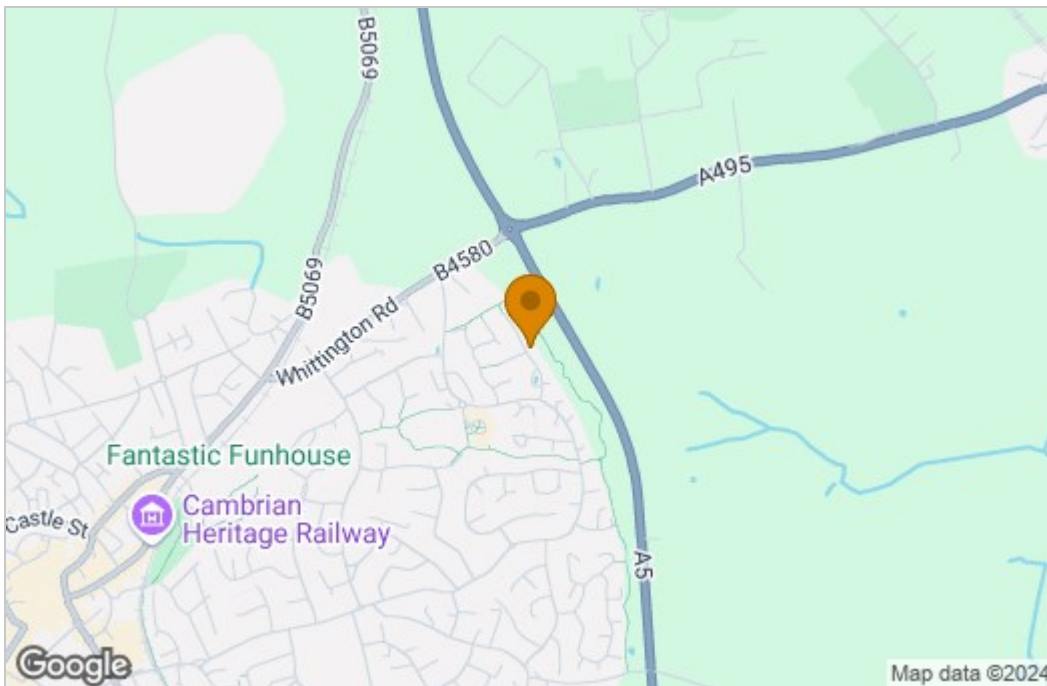 B5069
A495
B4580
B5069
Whittington Rd
Fantastic Funhouse
Cambrian
Heritage Railway
Castle St
A5
Google
Map data ©2024